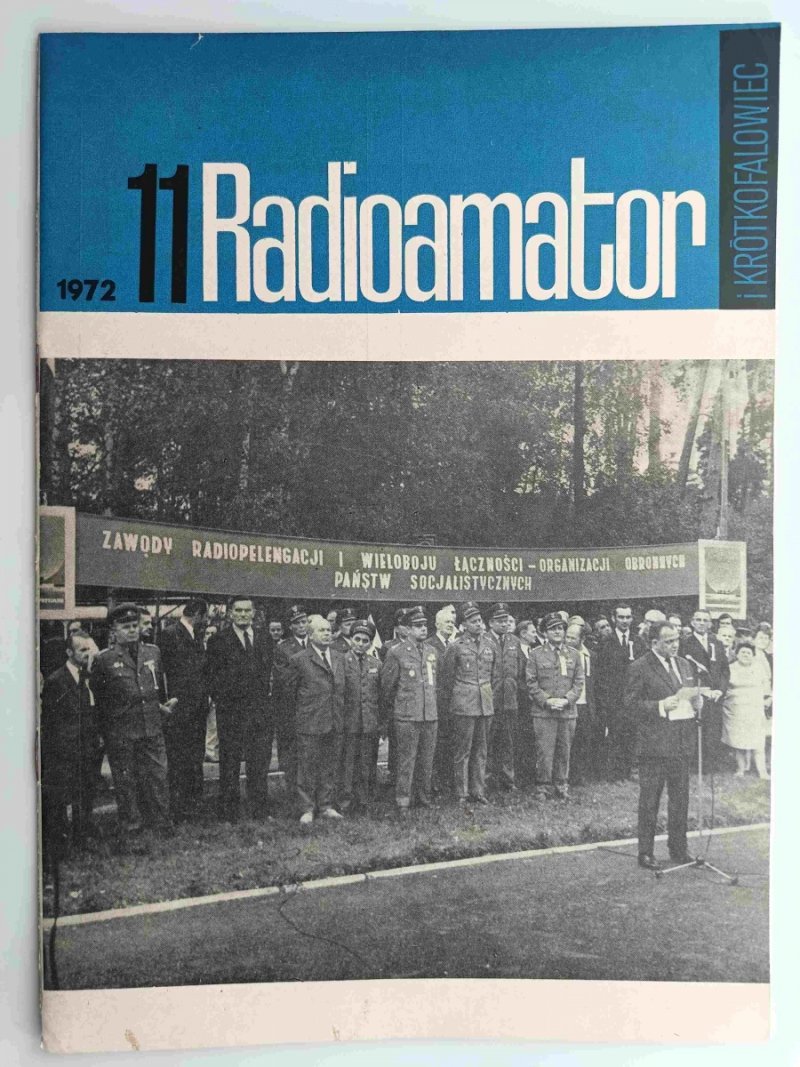 1972 11 Radioamator
i KRÓTKOFALOWIEC
ZAWODY RADIOPELENGACJI I WIELOBOJU ŁĄCZNOŚCI - ORGANIZACJI OBRONNYCH
PAŃSTW SOCJALISTYCZNYCH